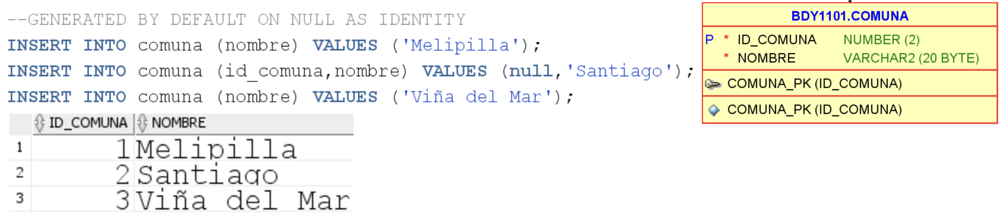 --GENERATED BY DEFAULT ON NULL AS IDENTITY
INSERT INTO comuna (nombre) VALUES ('Melipilla');
INSERT INTO comuna (id_comuna,nombre) VALUES (null,'Santiago');
INSERT INTO comuna (nombre) VALUES ('Viña del Mar');
ID_COMUNA NOMBRE
1 1 Melipilla
2 2 Santiago
3 3 Viña del Mar
BDY1101.COMUNA
P * ID_COMUNA NUMBER (2)
* NOMBRE VARCHAR2 (20 BYTE)
COMUNA_PK (ID_COMUNA)
COMUNA_PK (ID_COMUNA)